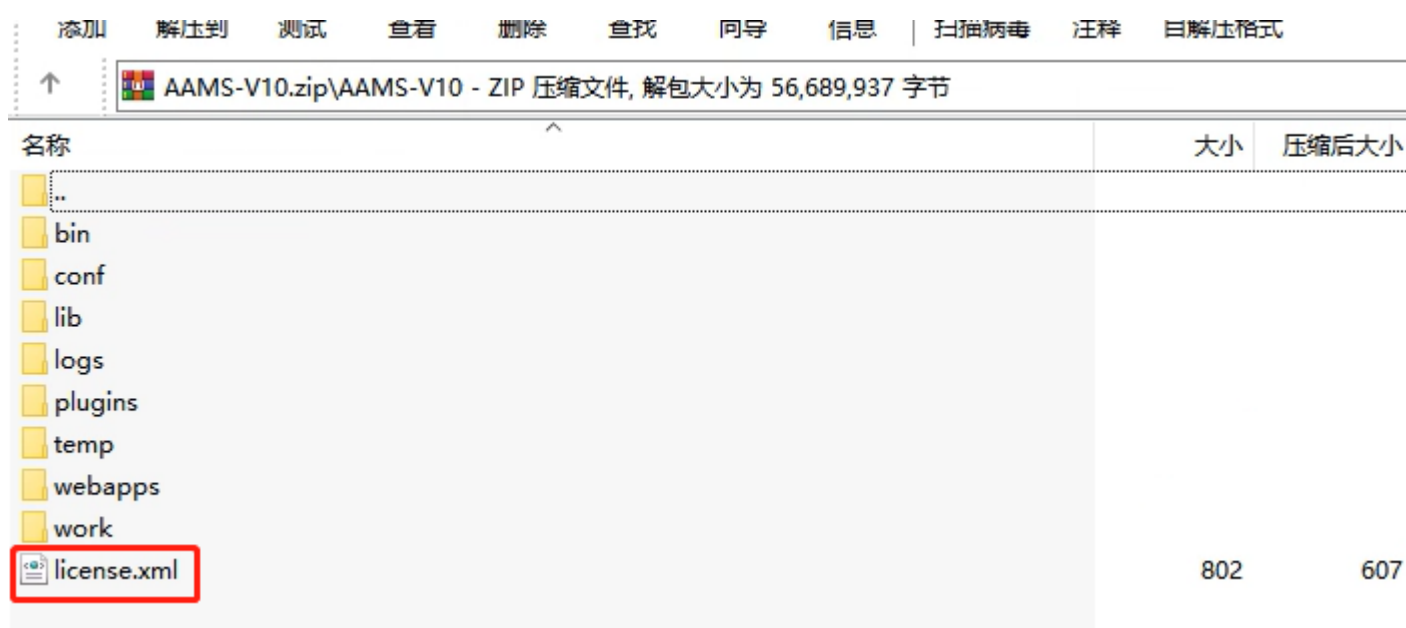 添加 解压到 测试 查看 删除 查找 向导 信息 扫描病毒 注释 自解压格式
AAMS-V10.zip\AAMS-V10 - ZIP 压缩文件, 解包大小为 56,689,937 字节
名称 大小 压缩后大小
..
bin
conf
lib
logs
plugins
temp
webapps
work
license.xml 802 607